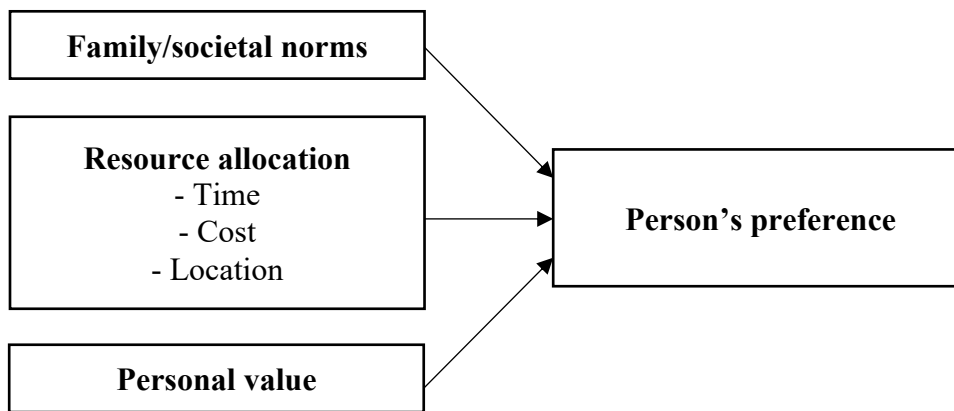 Family/societal norms
Resource allocation
- Time
- Cost
- Location
Person’s preference
Personal value